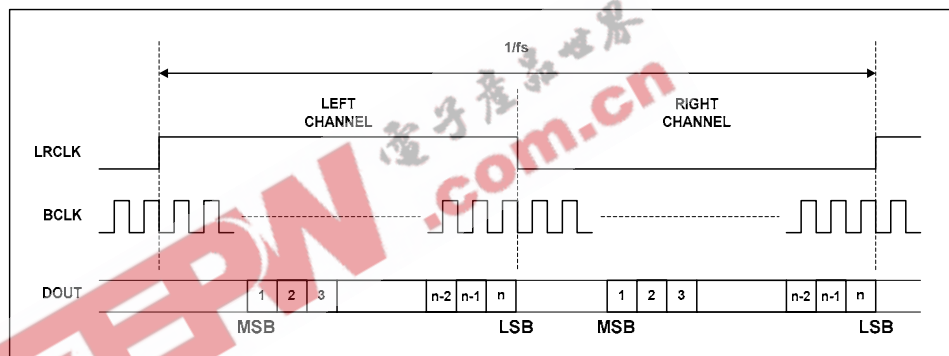 1/fs
LEFT CHANNEL
RIGHT CHANNEL
LRCLK
BCLK
DOUT
1 2 3 n-2 n-1 n 1 2 3 n-2 n-1 n
MSB LSB MSB LSB
電子產品世界
EEPW.com.cn